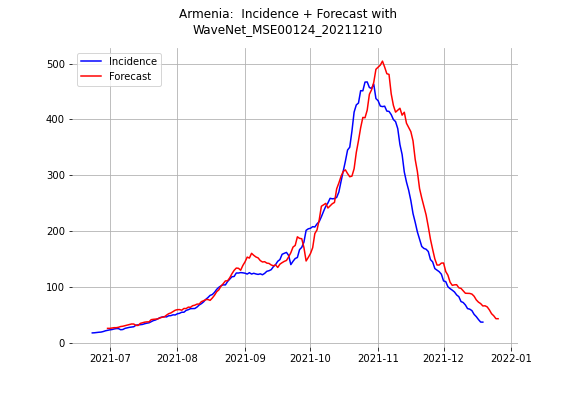 Armenia:  Incidence + Forecast with
WaveNet_MSE00124_20211210
Incidence
Forecast
500
400
300
200
100
0
2021-07 2021-08 2021-09 2021-10 2021-11 2021-12 2022-01